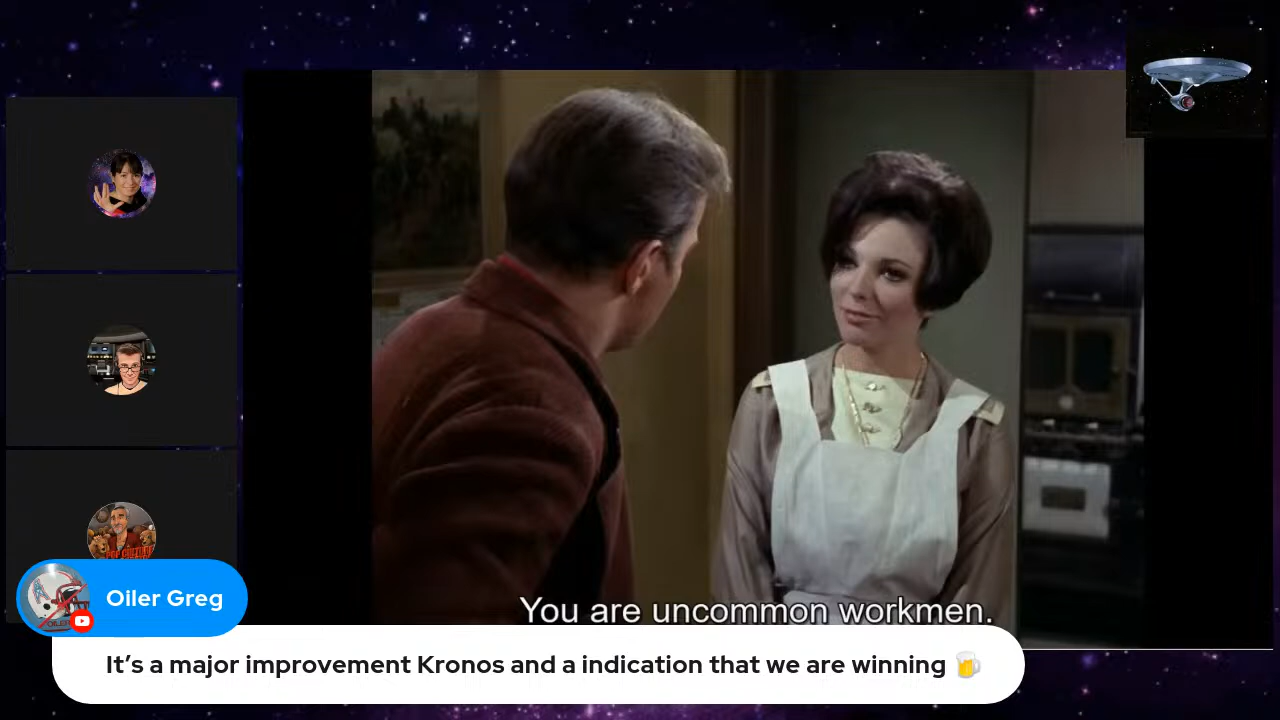 You are uncommon workmen.
Oiler Greg
It’s a major improvement Kronos and a indication that we are winning 🍺